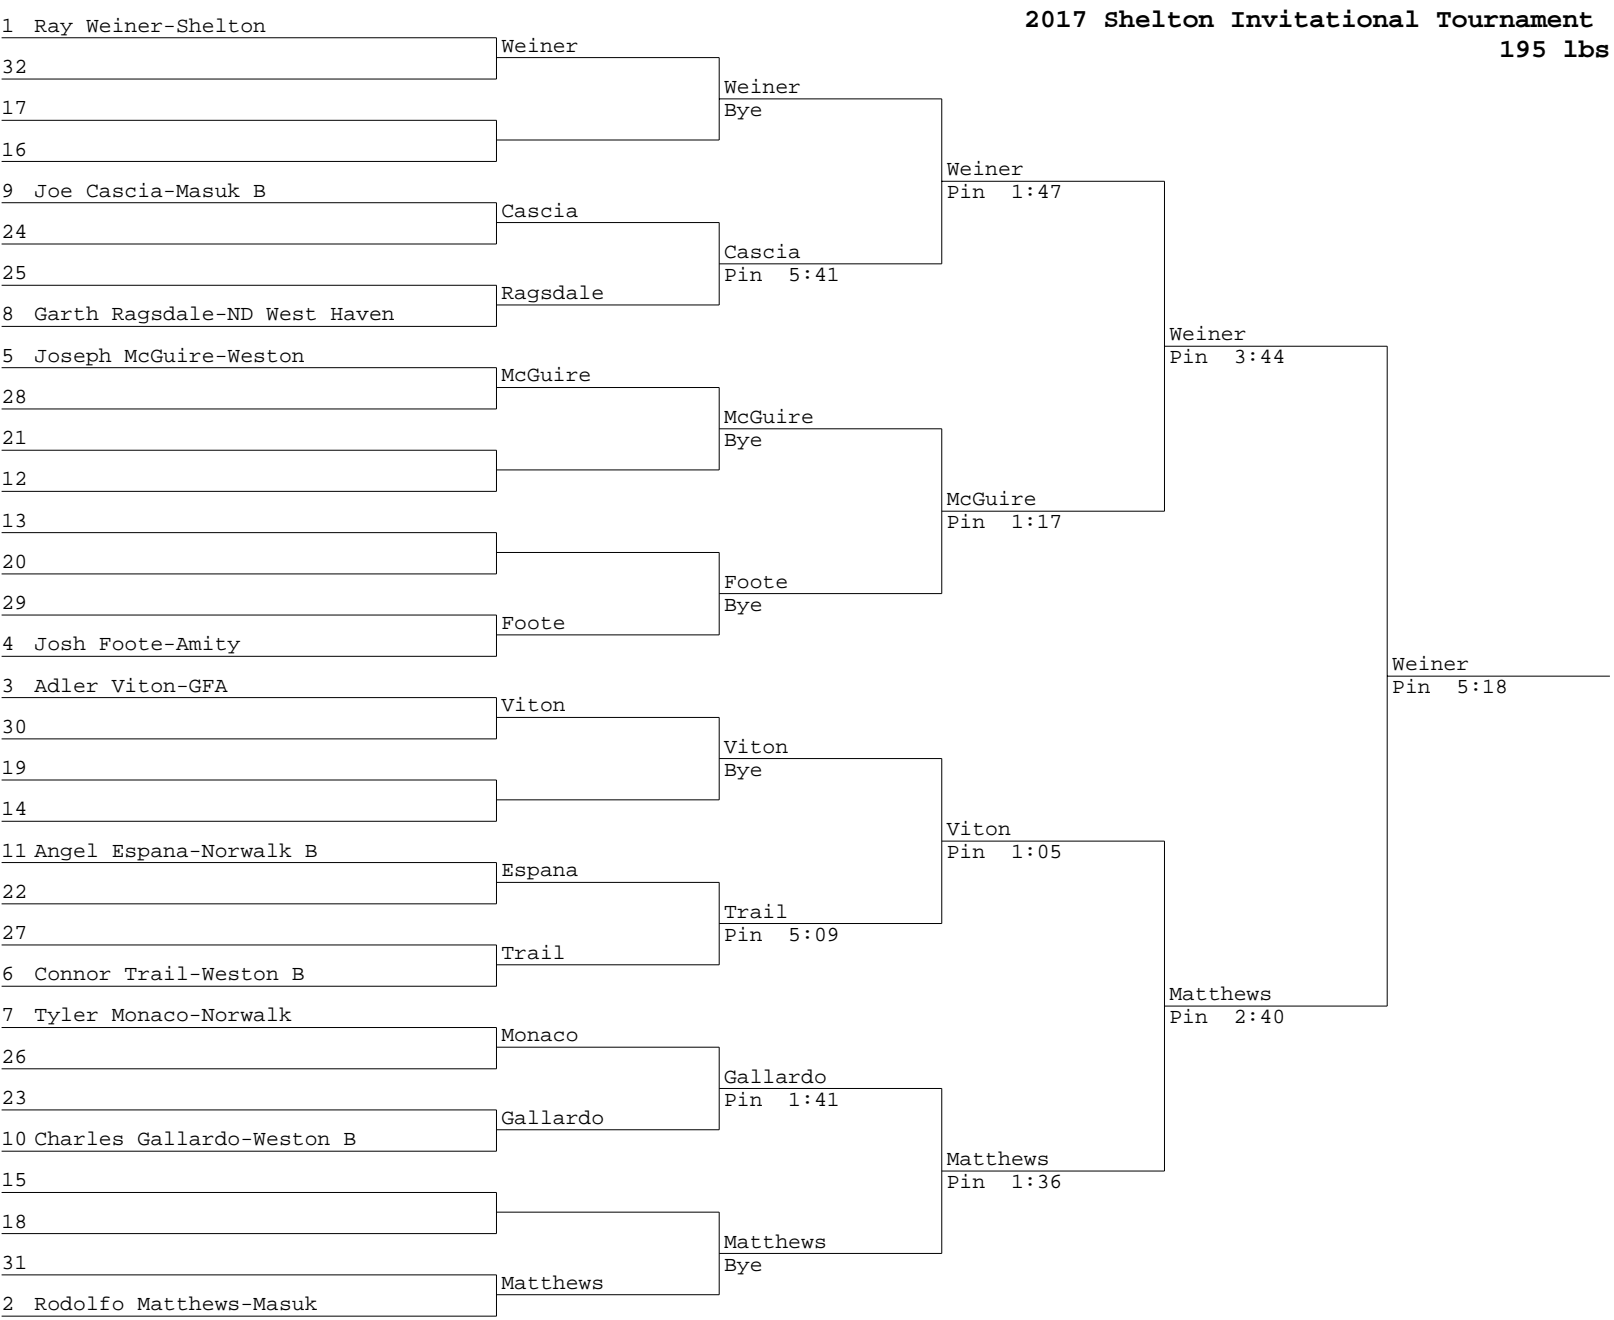 2017 Shelton Invitational Tournament
195 lbs
1 Ray Weiner-Shelton
32
17
16
9 Joe Cascia-Masuk B
24
25
8 Garth Ragsdale-ND West Haven
5 Joseph McGuire-Weston
28
21
12
13
20
29
4 Josh Foote-Amity
3 Adler Viton-GFA
30
19
14
11 Angel Espana-Norwalk B
22
27
6 Connor Trail-Weston B
7 Tyler Monaco-Norwalk
26
23
10 Charles Gallardo-Weston B
15
18
31
2 Rodolfo Matthews-Masuk
Weiner
Cascia
Ragsdale
McGuire
Foote
Viton
Espana
Trail
Monaco
Gallardo
Matthews
Weiner
Bye
Cascia
Pin 5:41
McGuire
Bye
Foote
Bye
Viton
Bye
Trail
Pin 5:09
Gallardo
Pin 1:41
Matthews
Bye
Weiner
Pin 1:47
McGuire
Pin 1:17
Viton
Pin 1:05
Matthews
Pin 1:36
Weiner
Pin 3:44
Matthews
Pin 2:40
Weiner
Pin 5:18